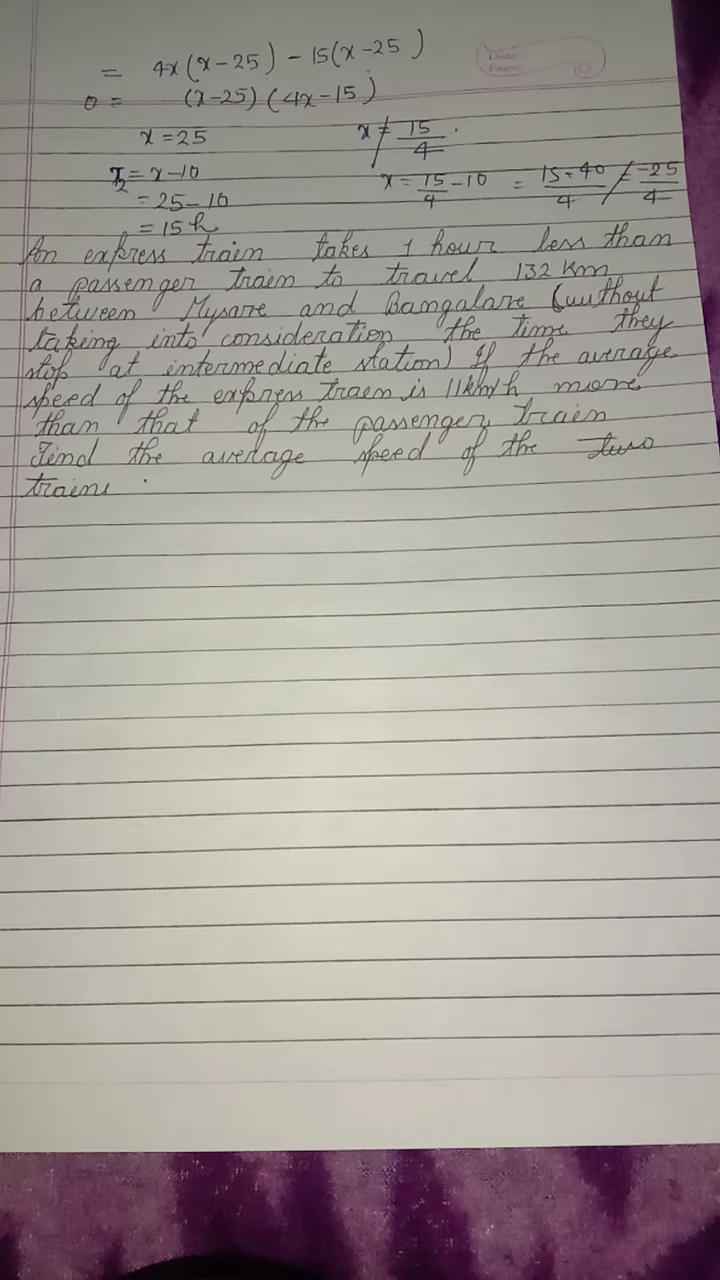 = 4x(x-25) - 15(x-25)
Date:
Page:
0 = (x-25) (4x-15)
x = 25 x ≠ 15/4.
T₂ = x-10 x = 15/4 - 10 = 15-40/4 ≠ -25/4
= 25-10
= 15 h
An express train takes 1 hour less than
a passenger train to travel 132 km
between Mysore and Bangalare (without
taking into consideration the time they
stop at intermediate station) If the average
speed of the express train is 11km/h more
than that of the passenger train
Find the average speed of the two
trains.